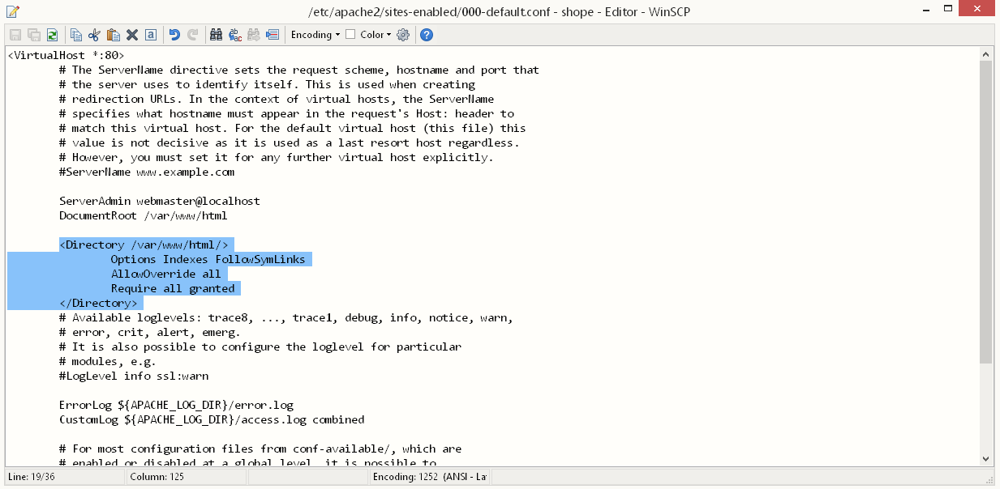 /etc/apache2/sites-enabled/000-default.conf - shope - Editor - WinSCP
Encoding Color
<VirtualHost *:80>
# The ServerName directive sets the request scheme, hostname and port that
# the server uses to identify itself. This is used when creating
# redirection URLs. In the context of virtual hosts, the ServerName
# specifies what hostname must appear in the request's Host: header to
# match this virtual host. For the default virtual host (this file) this
# value is not decisive as it is used as a last resort host regardless.
# However, you must set it for any further virtual host explicitly.
#ServerName www.example.com
ServerAdmin webmaster@localhost
DocumentRoot /var/www/html
<Directory /var/www/html/>
Options Indexes FollowSymLinks
AllowOverride all
Require all granted
</Directory>
# Available loglevels: trace8, ..., trace1, debug, info, notice, warn,
# error, crit, alert, emerg.
# It is also possible to configure the loglevel for particular
# modules, e.g.
#LogLevel info ssl:warn
ErrorLog ${APACHE_LOG_DIR}/error.log
CustomLog ${APACHE_LOG_DIR}/access.log combined
# For most configuration files from conf-available/, which are
# enabled or disabled at a global level, it is possible to
Line: 19/36 Column: 125 Encoding: 1252 (ANSI - La